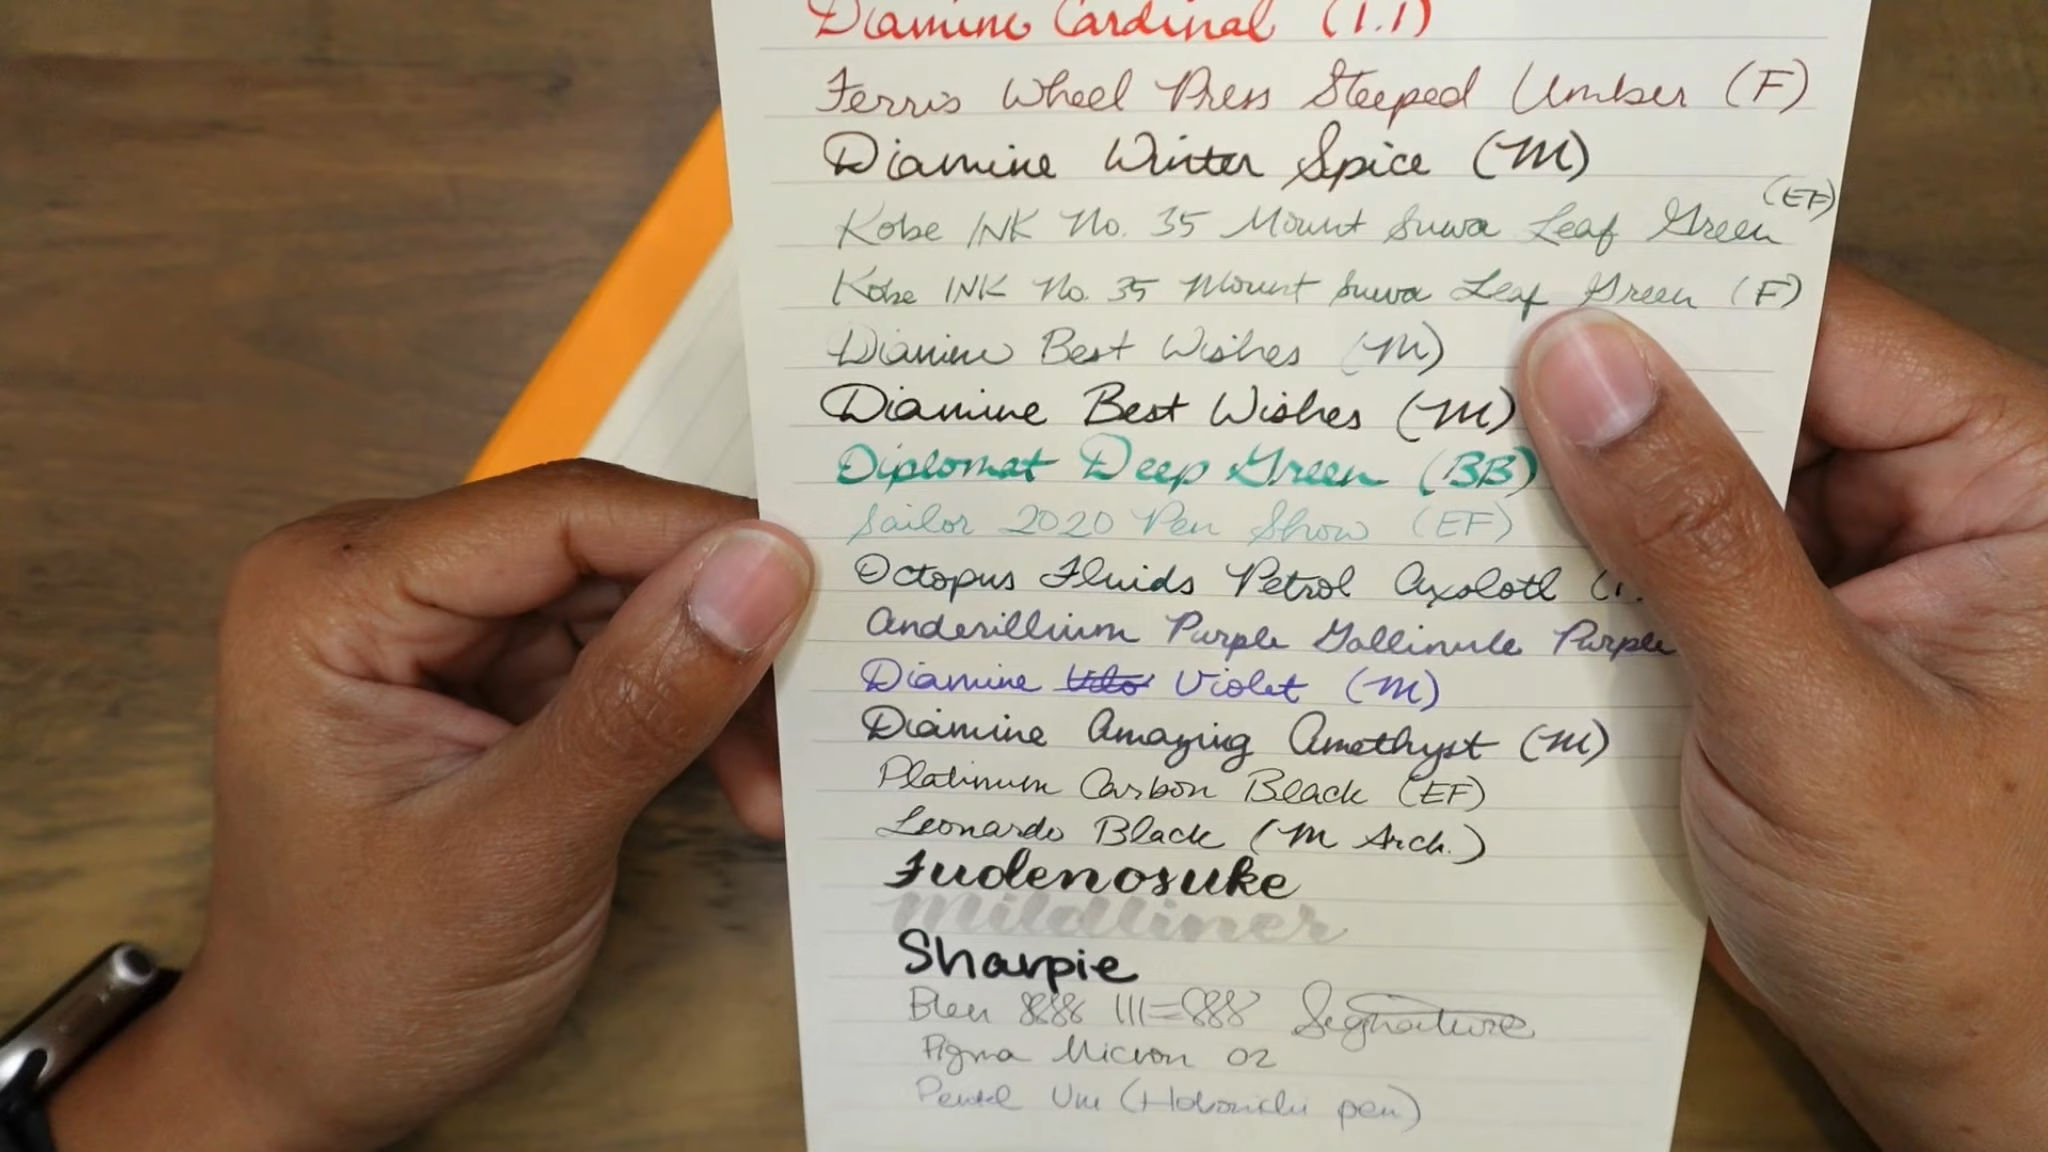 Diamine Cardinal (1.1)
Ferris Wheel Press Steeped Umber (F)
Diamine Winter Spice (M)
Kobe INK No. 35 Mount Suwa Leaf Green (EF)
Kobe INK No. 35 Mount Suwa Leaf Green (F)
Diamine Best Wishes (M)
Diamine Best Wishes (M)
Diplomat Deep Green (BB)
Sailor 2020 Pen Show (EF)
Octopus Fluids Petrol Axolotl (1.
Anderillium Purple Gallinule Purple
Diamine Violet (M)
Diamine Amazing Amethyst (M)
Platinum Carbon Black (EF)
Leonardo Black (M Arch.)
Fudenosuke
Mildliner
Sharpie
Blen 8888 111=888 Signature
Pigma Micron 02
Pentel Uni (Hobonichi pen)